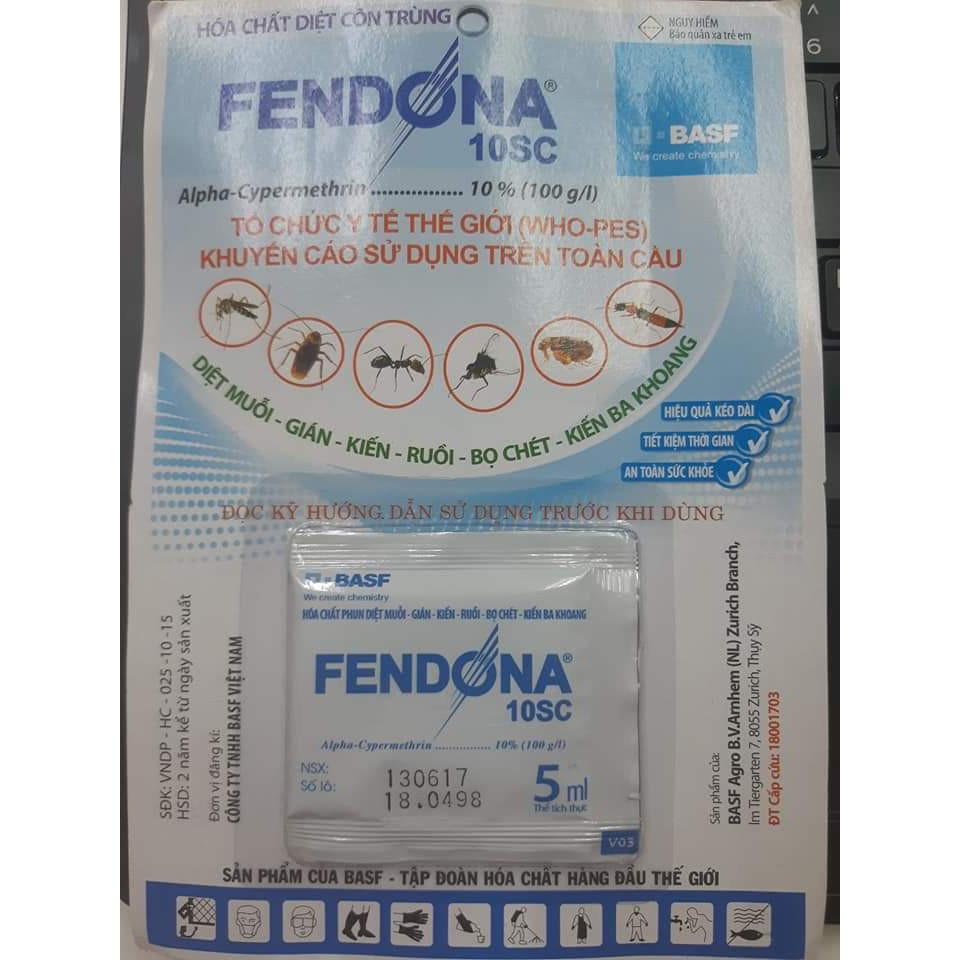 HÓA CHẤT DIỆT CÔN TRÙNG
NGUY HIỂM
Bảo quản xa trẻ em
FENDONA®
10SC
BASF
We create chemistry
Alpha-Cypermethrin ................ 10 % (100 g/l)
TỔ CHỨC Y TẾ THẾ GIỚI (WHO-PES)
KHUYẾN CÁO SỬ DỤNG TRÊN TOÀN CẦU
DIỆT MUỖI - GIÁN - KIẾN - RUỒI - BỌ CHÉT - KIẾN BA KHOANG
HIỆU QUẢ KÉO DÀI
TIẾT KIỆM THỜI GIAN
AN TOÀN SỨC KHỎE
ĐỌC KỸ HƯỚNG DẪN SỬ DỤNG TRƯỚC KHI DÙNG
BASF
We create chemistry
HÓA CHẤT PHUN DIỆT MUỖI - GIÁN - KIẾN - RUỒI - BỌ CHÉT - KIẾN BA KHOANG
FENDONA®
10SC
Alpha-Cypermethrin ................ 10% (100 g/l)
NSX: 130617
Số lô: 18.0498
5 ml
Thể tích thực
V03
SĐK: VNDP - HC - 025 -10 -15
HSD: 2 năm kể từ ngày sản xuất
Đơn vị đăng kí:
CÔNG TY TNHH BASF VIỆT NAM
Sản phẩm của:
BASF Agro B.V.Arnhem (NL) Zurich Branch,
Im Tiergarten 7, 8055 Zurich, Thụy Sỹ
ĐT Cấp cứu: 18001703
SẢN PHẨM CỦA BASF - TẬP ĐOÀN HÓA CHẤT HÀNG ĐẦU THẾ GIỚI
6